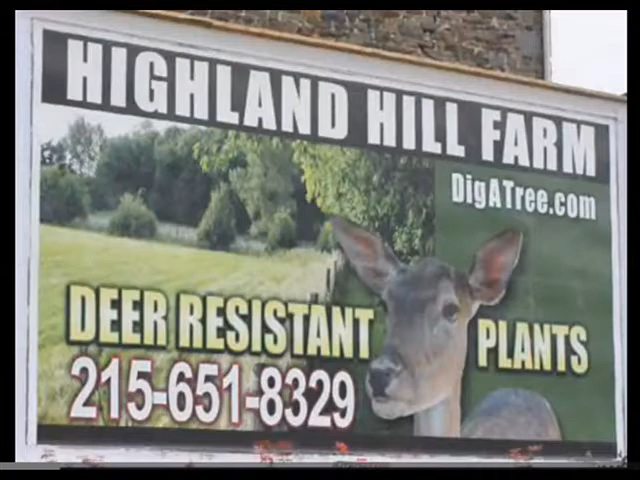 HIGHLAND HILL FARM
DigATree.com
DEER RESISTANT PLANTS
215-651-8329